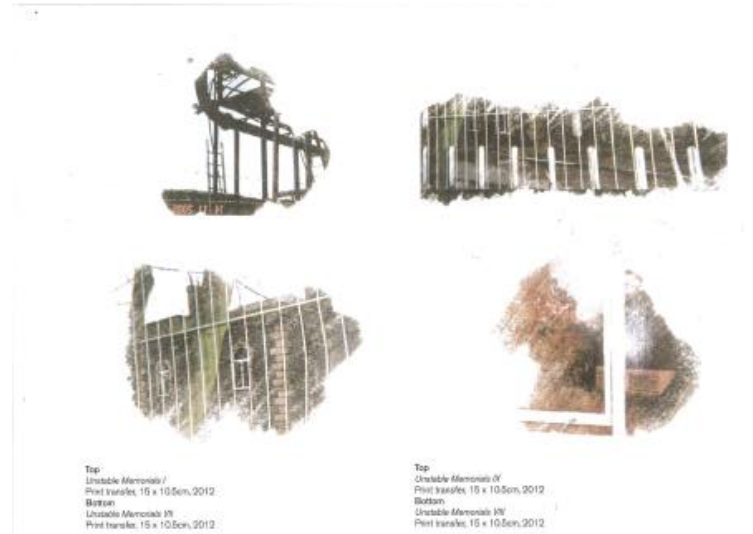 Top
Unstable Memorials I
Print transfer, 15 x 10.5cm, 2012
Bottom
Unstable Memorials
Print transfer, 15 x 10.5cm, 2012
Top
Unstable Memorials IX
Print transfer, 15 x 10.5cm, 2012
Bottom
Unstable Memorials VIII
Print transfer, 15 x 10.5cm, 2012